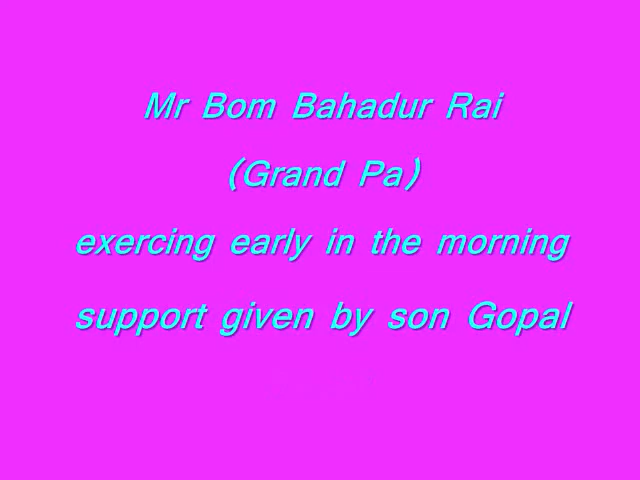 Mr Bom Bahadur Rai
(Grand Pa)
exercing early in the morning
support given by son Gopal